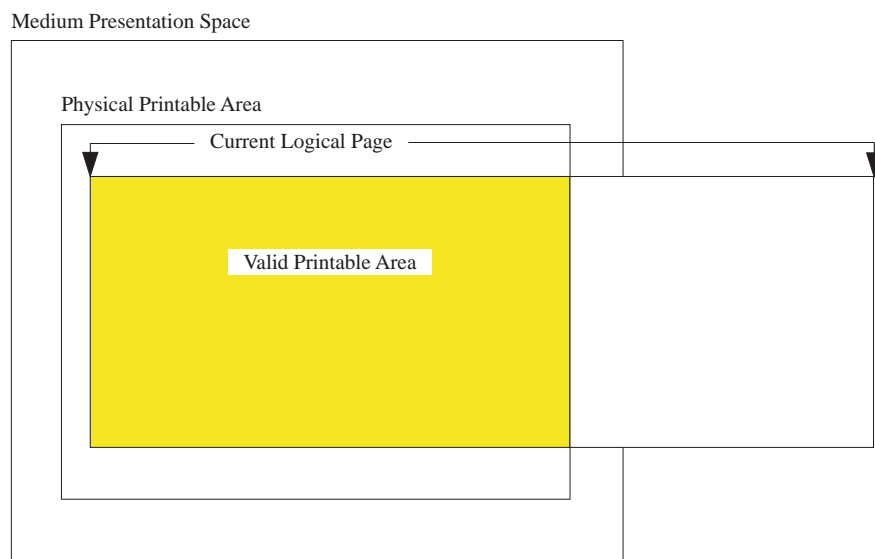 Medium Presentation Space
Physical Printable Area
Current Logical Page
Valid Printable Area